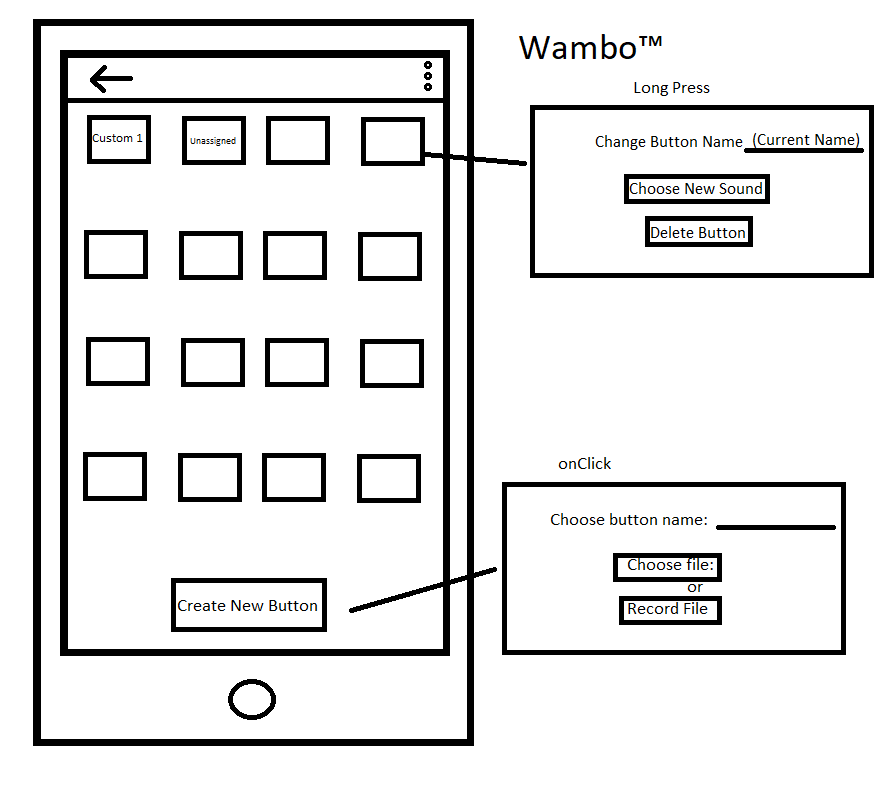 Wambo™
Long Press
Custom 1
Unassigned
Change Button Name (Current Name)
Choose New Sound
Delete Button
onClick
Choose button name:
Choose file:
or
Record File
Create New Button